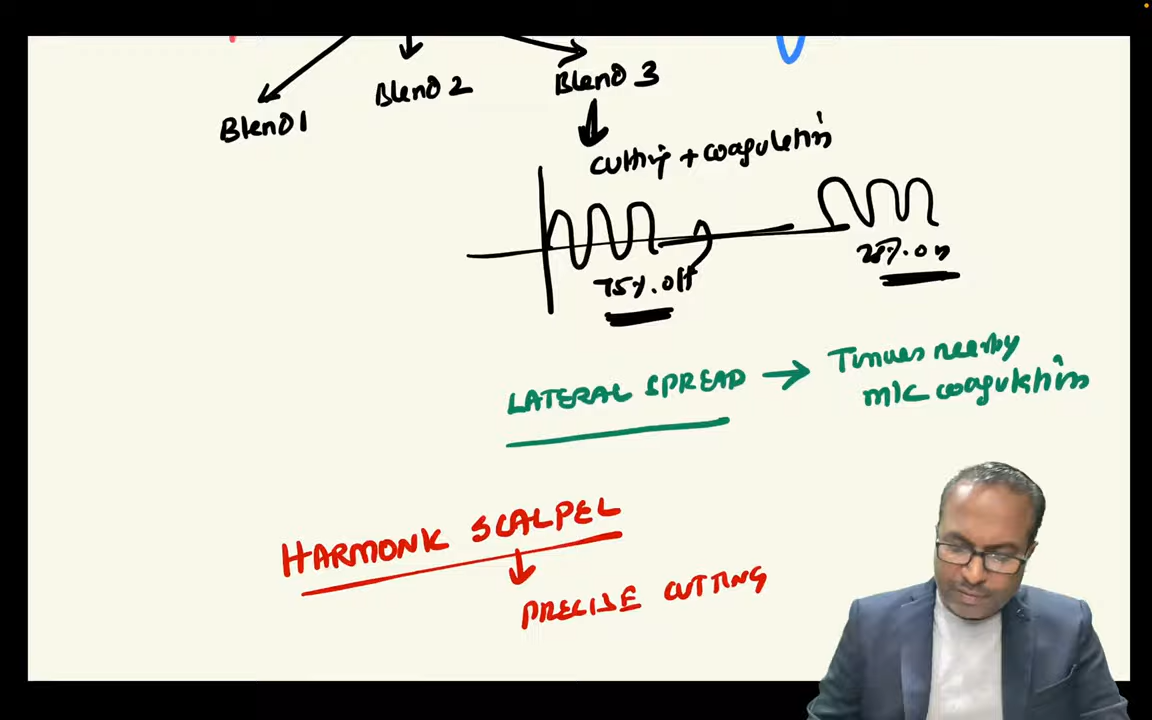 Blend 1
Blend 2
Blend 3
cutting + coagulation
75% off
25% on
LATERAL SPREAD → Tissues nearby
coagulation
HARMONIC SCALPEL
PRECISE CUTTING